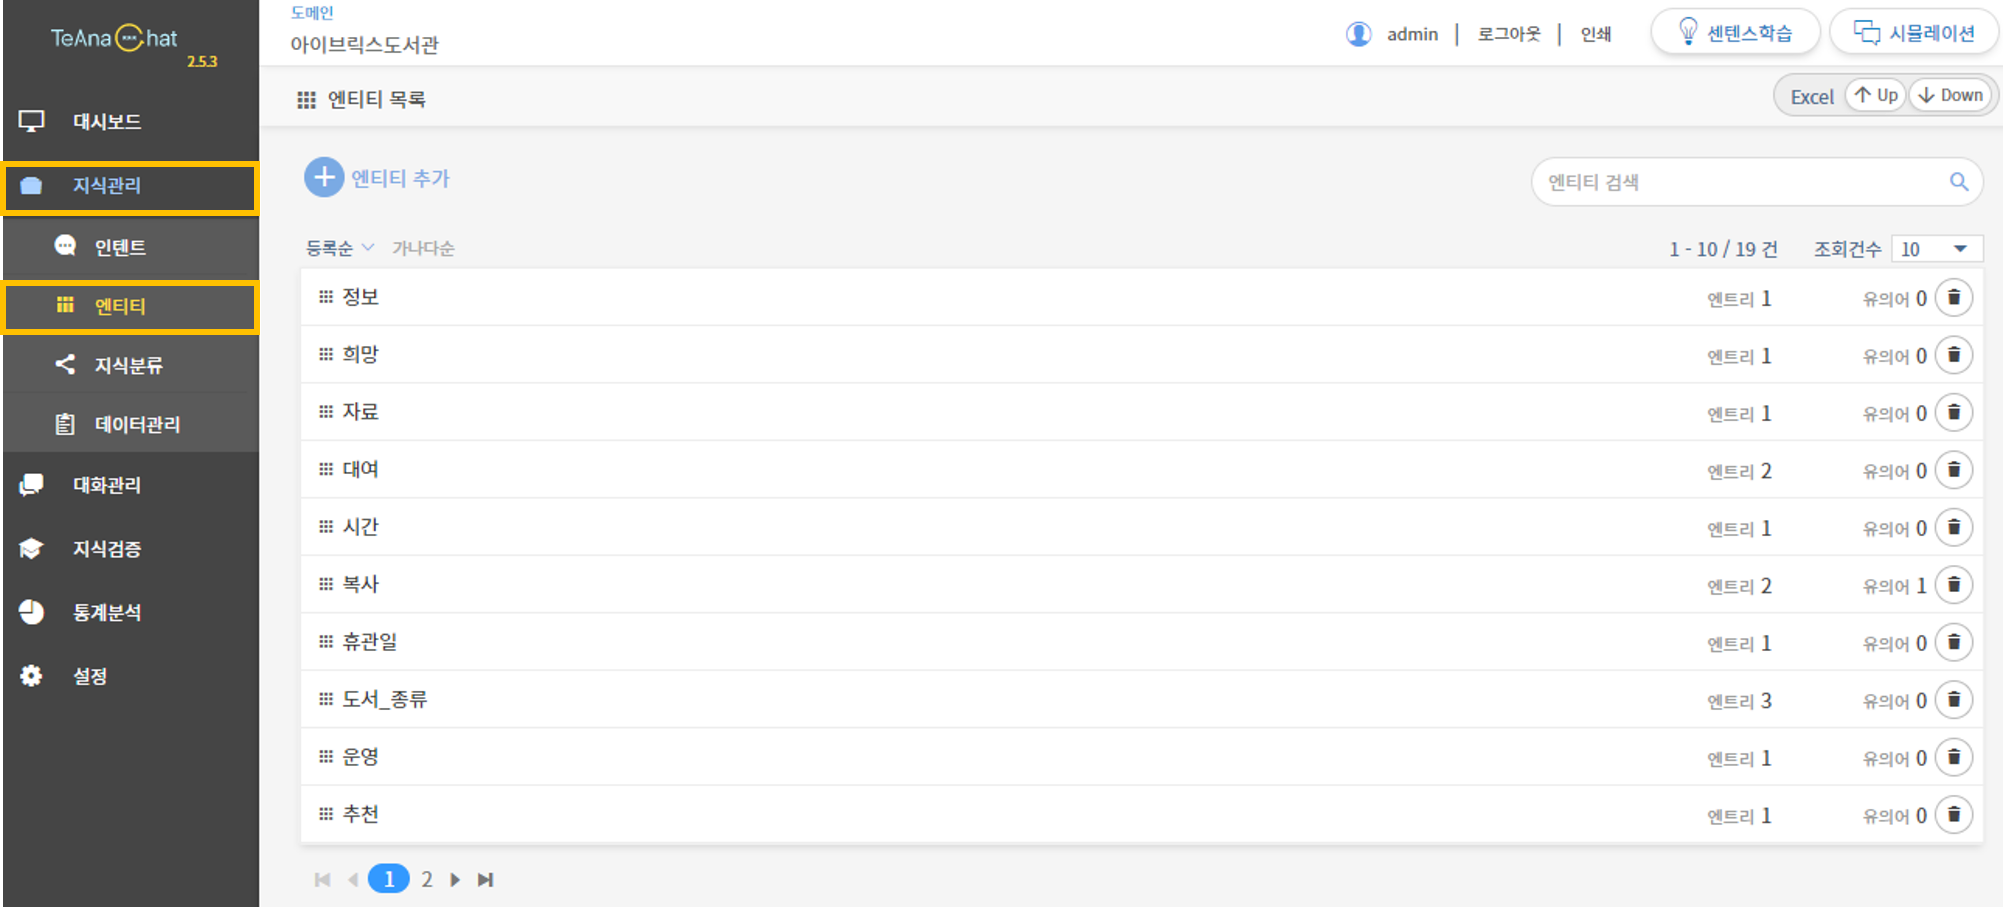 TeAna Chat
2.5.3
대시보드
지식관리
인텐트
엔티티
지식분류
데이터관리
대화관리
지식검증
통계분석
설정
도메인
아이브릭스도서관
admin | 로그아웃 | 인쇄
센텐스학습
시뮬레이션
엔티티 목록
Excel Up Down
엔티티 추가
엔티티 검색
등록순 가나다순
1 - 10 / 19 건 조회건수 10
정보 엔트리 1 유의어 0
희망 엔트리 1 유의어 0
자료 엔트리 1 유의어 0
대여 엔트리 2 유의어 0
시간 엔트리 1 유의어 0
복사 엔트리 2 유의어 1
휴관일 엔트리 1 유의어 0
도서_종류 엔트리 3 유의어 0
운영 엔트리 1 유의어 0
추천 엔트리 1 유의어 0
1 2